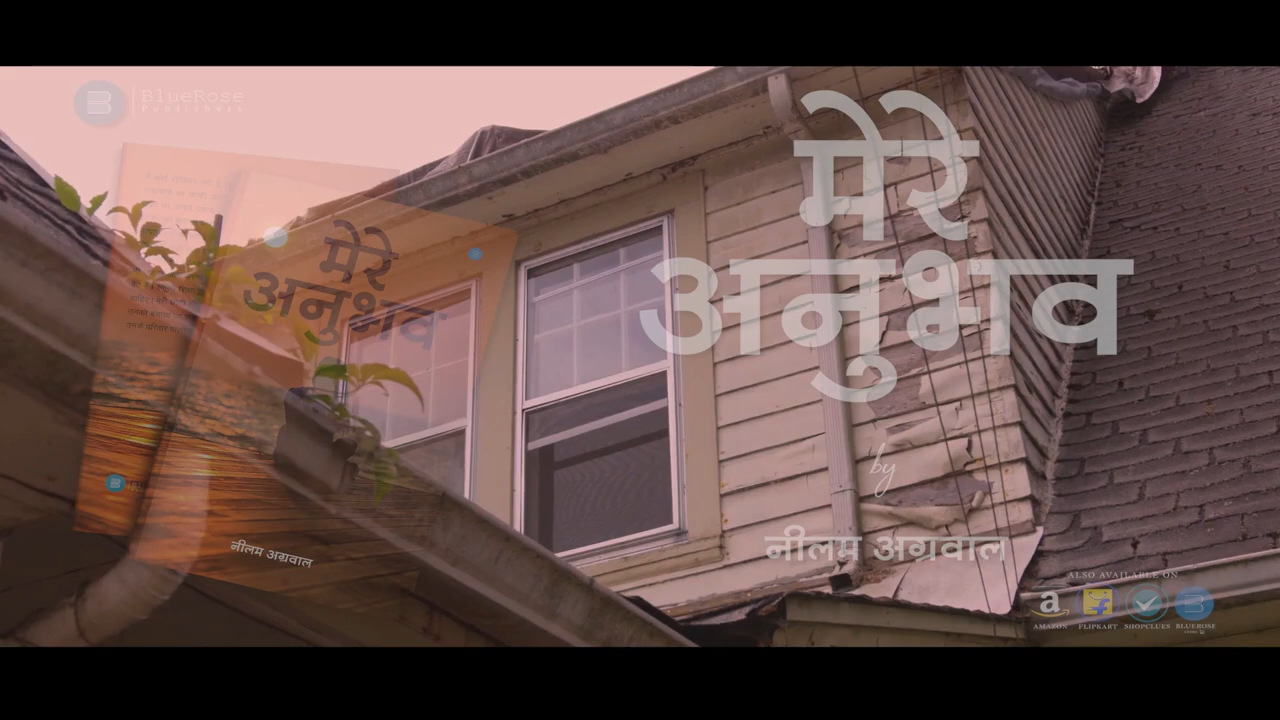 BlueRose
Publishers
मेरे
अनुभव
नीलम अग्रवाल
मेरे
अनुभव
by
नीलम अग्रवाल
ALSO AVAILABLE ON
a
AMAZON
FLIPKART
SHOPCLUES
BLUEROSE